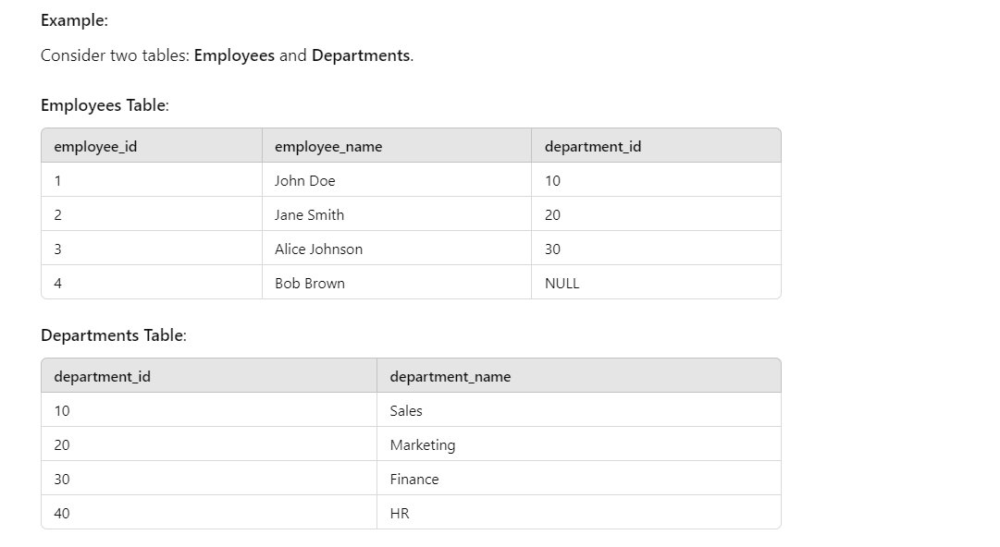 Example:
Consider two tables: Employees and Departments.
Employees Table:
employee_id employee_name department_id
1 John Doe 10
2 Jane Smith 20
3 Alice Johnson 30
4 Bob Brown NULL
Departments Table:
department_id department_name
10 Sales
20 Marketing
30 Finance
40 HR